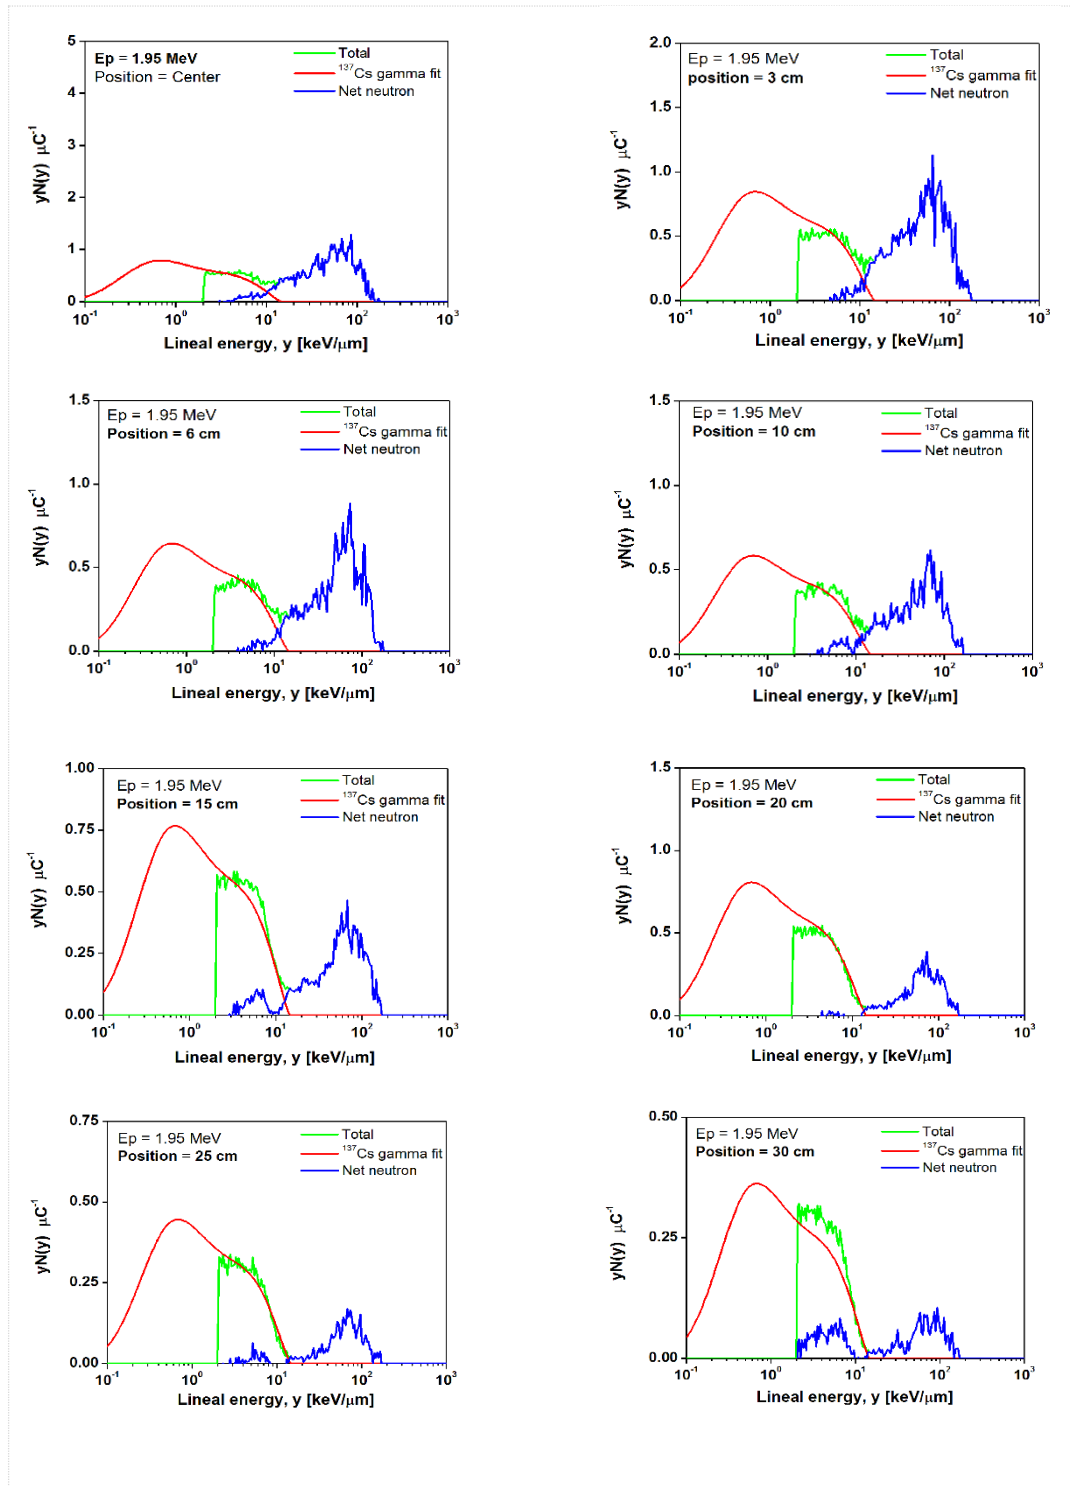 Ep = 1.95 MeV
Position = Center
Total
¹³⁷Cs gamma fit
Net neutron
yN(y) μC⁻¹
5
4
3
2
1
0
10⁻¹ 10⁰ 10¹ 10² 10³
Lineal energy, y [keV/μm]
Ep = 1.95 MeV
position = 3 cm
Total
¹³⁷Cs gamma fit
Net neutron
yN(y) μC⁻¹
2.0
1.5
1.0
0.5
0.0
10⁻¹ 10⁰ 10¹ 10² 10³
Lineal energy, y [keV/μm]
Ep = 1.95 MeV
Position = 6 cm
Total
¹³⁷Cs gamma fit
Net neutron
yN(y) μC⁻¹
1.5
1.0
0.5
0.0
10⁻¹ 10⁰ 10¹ 10² 10³
Lineal energy, y [keV/μm]
Ep = 1.95 MeV
Position = 10 cm
Total
¹³⁷Cs gamma fit
Net neutron
yN(y) μC⁻¹
1.5
1.0
0.5
0.0
10⁻¹ 10⁰ 10¹ 10² 10³
Lineal energy, y [keV/μm]
Ep = 1.95 MeV
Position = 15 cm
Total
¹³⁷Cs gamma fit
Net neutron
yN(y) μC⁻¹
1.00
0.75
0.50
0.25
0.00
10⁻¹ 10⁰ 10¹ 10² 10³
Lineal energy, y [keV/μm]
Ep = 1.95 MeV
Position = 20 cm
Total
¹³⁷Cs gamma fit
Net neutron
yN(y) μC⁻¹
1.5
1.0
0.5
0.0
10⁻¹ 10⁰ 10¹ 10² 10³
Lineal energy, y [keV/μm]
Ep = 1.95 MeV
Position = 25 cm
Total
¹³⁷Cs gamma fit
Net neutron
yN(y) μC⁻¹
0.75
0.50
0.25
0.00
10⁻¹ 10⁰ 10¹ 10² 10³
Lineal energy, y [keV/μm]
Ep = 1.95 MeV
Position = 30 cm
Total
¹³⁷Cs gamma fit
Net neutron
yN(y) μC⁻¹
0.50
0.25
0.00
10⁻¹ 10⁰ 10¹ 10² 10³
Lineal energy, y [keV/μm]